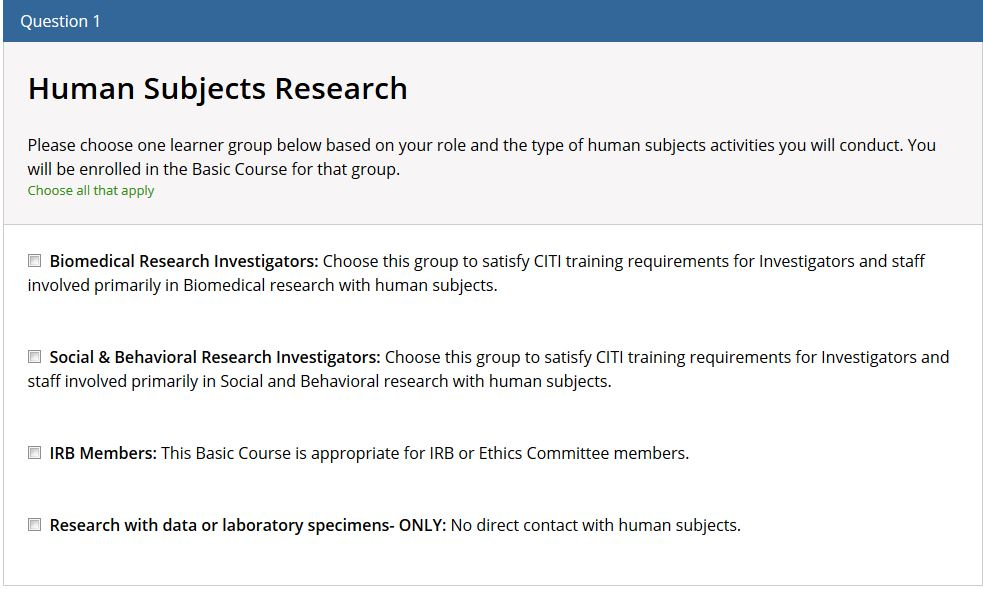 Question 1
Human Subjects Research
Please choose one learner group below based on your role and the type of human subjects activities you will conduct. You
will be enrolled in the Basic Course for that group.
Choose all that apply
Biomedical Research Investigators: Choose this group to satisfy CITI training requirements for Investigators and staff
involved primarily in Biomedical research with human subjects.
Social & Behavioral Research Investigators: Choose this group to satisfy CITI training requirements for Investigators and
staff involved primarily in Social and Behavioral research with human subjects.
IRB Members: This Basic Course is appropriate for IRB or Ethics Committee members.
Research with data or laboratory specimens- ONLY: No direct contact with human subjects.